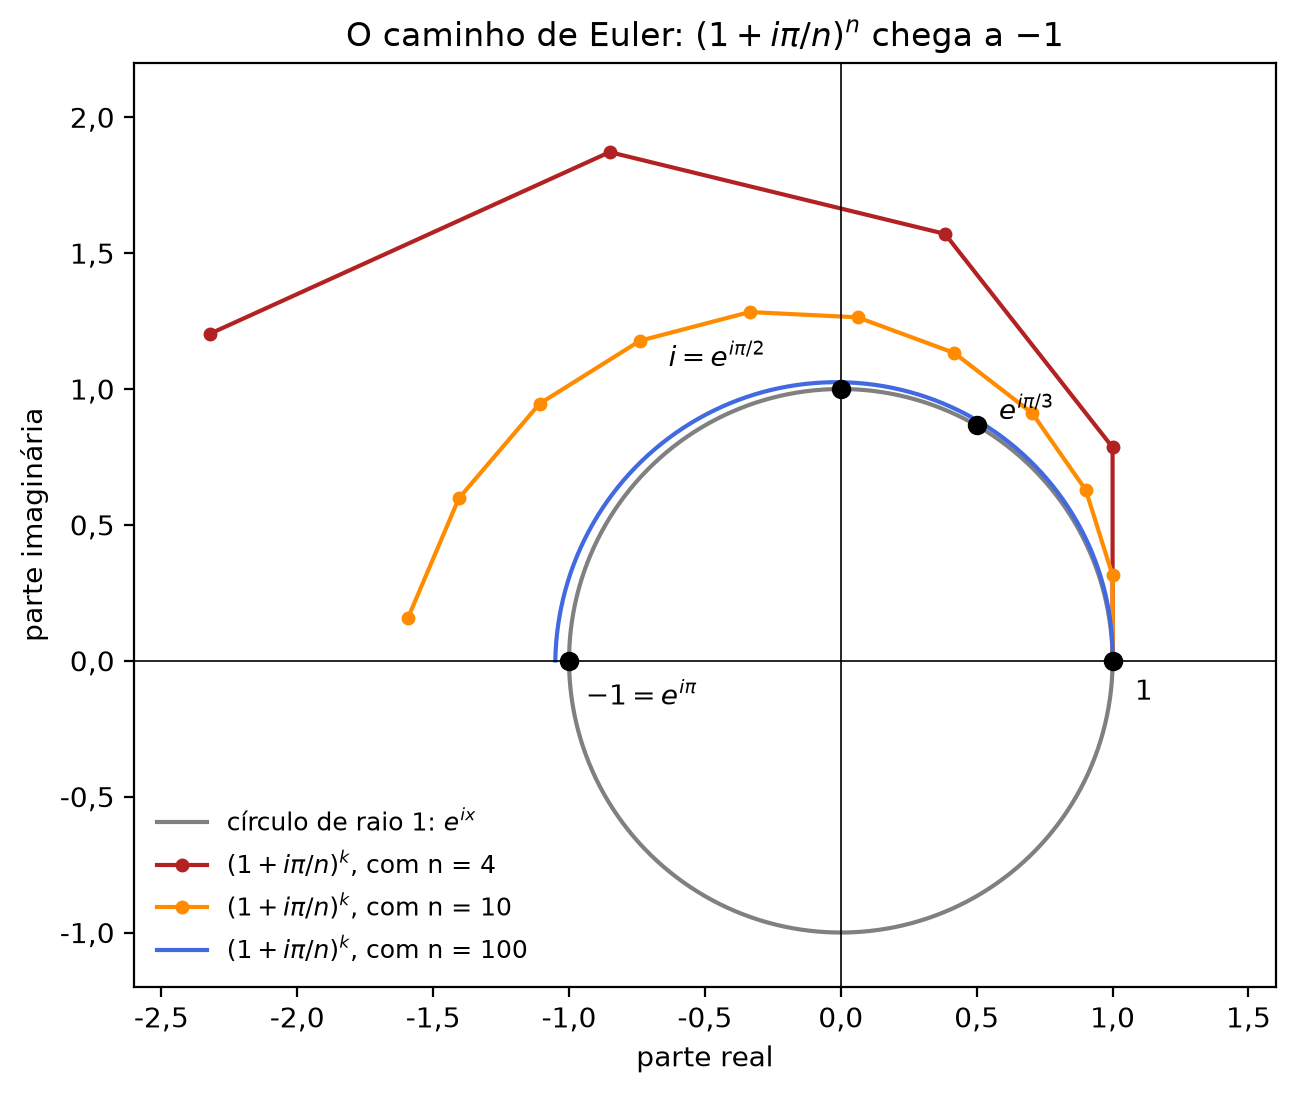 O caminho de Euler: (1 + iπ/n)ⁿ chega a −1
2,0
1,5
1,0
0,5
0,0
-0,5
-1,0
parte imaginária
i = e^{iπ/2}
e^{iπ/3}
−1 = e^{iπ}
1
círculo de raio 1: e^{ix}
(1 + iπ/n)^k, com n = 4
(1 + iπ/n)^k, com n = 10
(1 + iπ/n)^k, com n = 100
-2,5 -2,0 -1,5 -1,0 -0,5 0,0 0,5 1,0 1,5
parte real